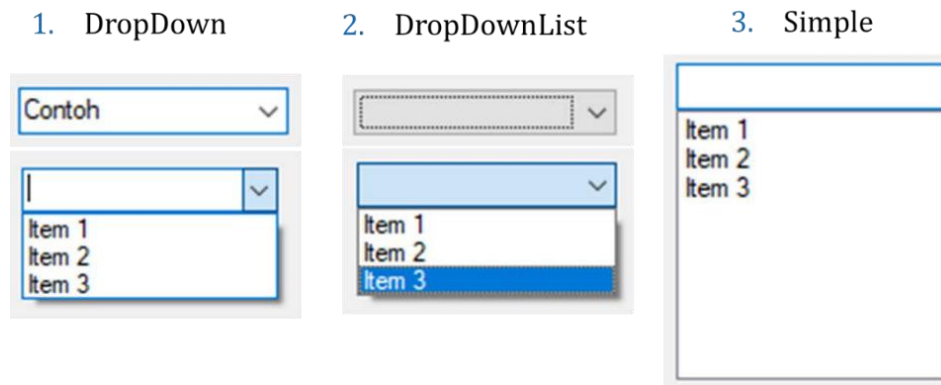 1. DropDown
Contoh
Item 1
Item 2
Item 3
2. DropDownList
Item 1
Item 2
Item 3
3. Simple
Item 1
Item 2
Item 3